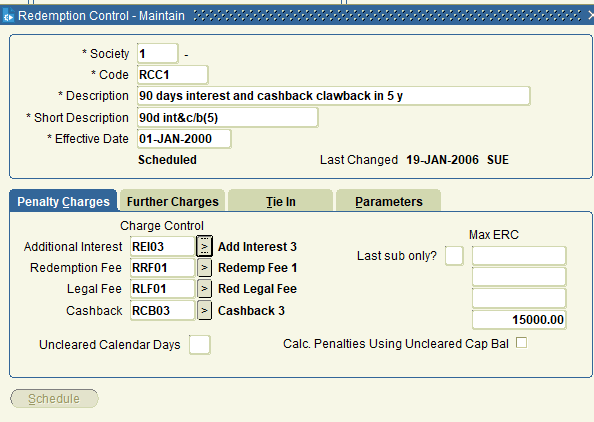 Redemption Control - Maintain
* Society 1 -
* Code RCC1
* Description 90 days interest and cashback clawback in 5 y
* Short Description 90d int&c/b(5)
* Effective Date 01-JAN-2000
Scheduled Last Changed 19-JAN-2006 SUE
Penalty Charges Further Charges Tie In Parameters
Charge Control
Max ERC
Additional Interest REI03 > Add Interest 3
Last sub only?
Redemption Fee RRF01 > Redemp Fee 1
Legal Fee RLF01 > Red Legal Fee
Cashback RCB03 > Cashback 3
15000.00
Uncleared Calendar Days Calc. Penalties Using Uncleared Cap Bal
Schedule